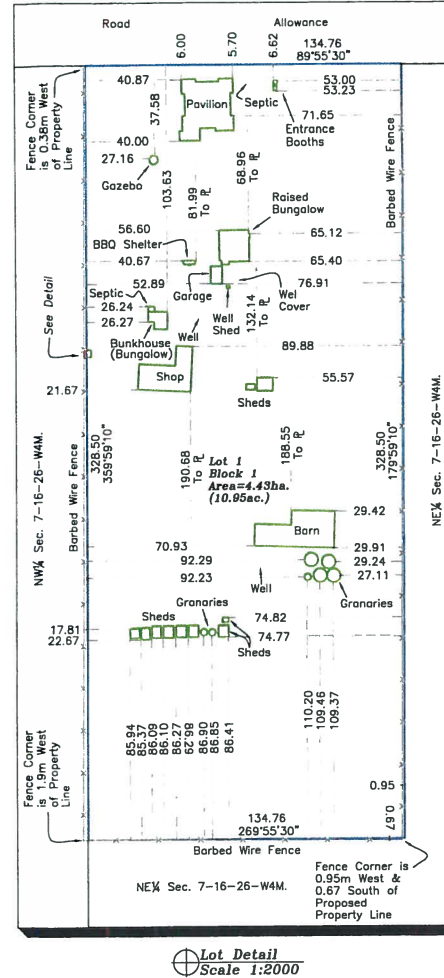 Road
Allowance
6.00
5.70
6.62
134.76
89°55'30"
Fence Corner
is 0.38m West
of Property
Line
40.87
37.58
Pavilion
Septic
53.00
53.23
Entrance
Booths
71.65
40.00
27.16
Gazebo
103.63
81.99
To ℞
68.96
To ℞
Barbed Wire Fence
Raised
Bungalow
56.60
BBQ Shelter
40.67
65.12
65.40
52.89
Septic
26.24
26.27
Garage
76.91
Wel
Cover
Well
Shed
132.14
To ℞
See Detail
Bunkhouse
(Bungalow)
Well
89.88
Shop
21.67
55.57
Sheds
328.50
359°59'10"
190.68
To ℞
188.55
To ℞
328.50
179°59'10"
Lot 1
Block 1
Area=4.43ha.
(10.95ac.)
NW¼ Sec. 7-16-26-W4M.
Barbed Wire Fence
NE¼ Sec. 7-16-26-W4M.
29.42
Barn
70.93
29.91
92.29
29.24
92.23
27.11
Well
Granaries
Granaries
Sheds
74.82
17.81
22.67
74.77
Sheds
85.94
85.37
86.09
86.10
86.27
86.62
86.90
86.85
86.41
110.20
109.46
109.37
Fence Corner
is 1.9m West
of Property
Line
0.95
0.67
134.76
269°55'30"
Barbed Wire Fence
NE¼ Sec. 7-16-26-W4M.
Fence Corner is
0.95m West &
0.67 South of
Proposed
Property Line
Lot Detail
Scale 1:2000